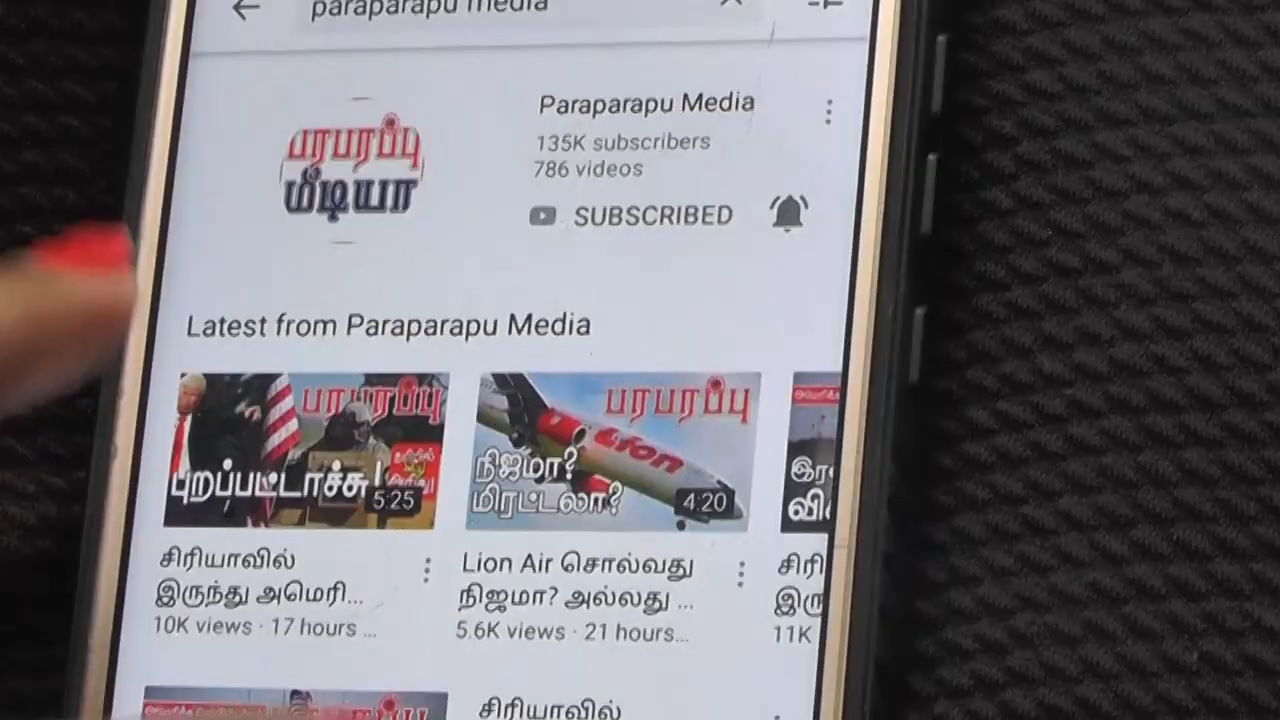 paraparapu media
பரபரப்பு
மீடியா
Paraparapu Media
135K subscribers
786 videos
SUBSCRIBED
Latest from Paraparapu Media
பரபரப்பு
புறப்பட்டாச்சு!
5:25
பரபரப்பு
Lion
நிஜமா?
மிரட்டலா?
4:20
சிரியாவில்
இருந்து அமெரி...
10K views · 17 hours ...
Lion Air சொல்வது
நிஜமா? அல்லது ...
5.6K views · 21 hours...
சிரி
இரு
11K
சிரியாவில்